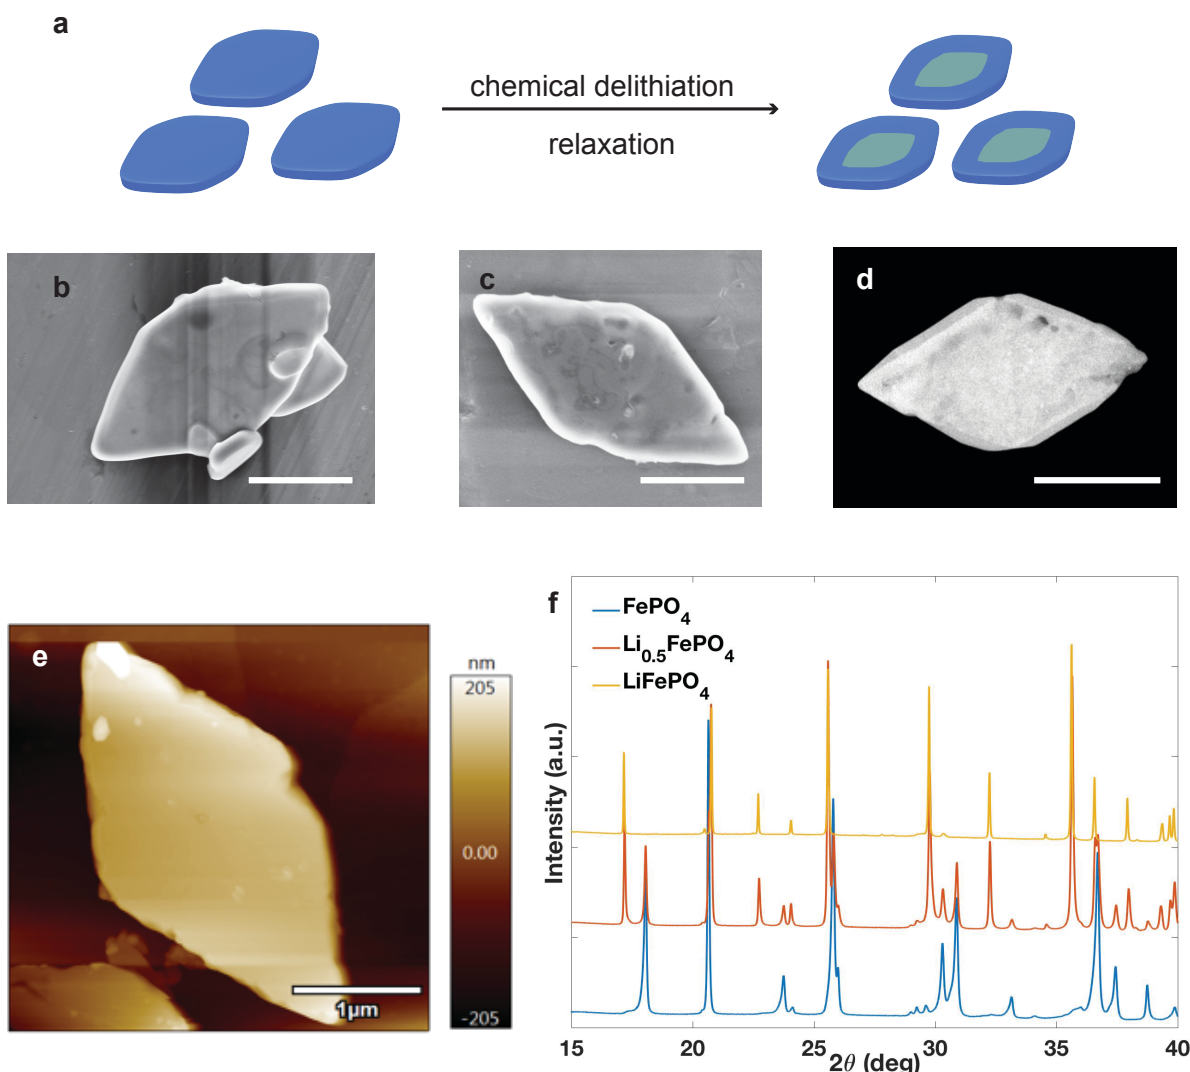 a
chemical delithiation
relaxation
b
c
d
e
nm
205
0.00
-205
1μm
f
FePO4
Li0.5FePO4
LiFePO4
Intensity (a.u.)
15 20 25 30 35 40
2θ (deg)